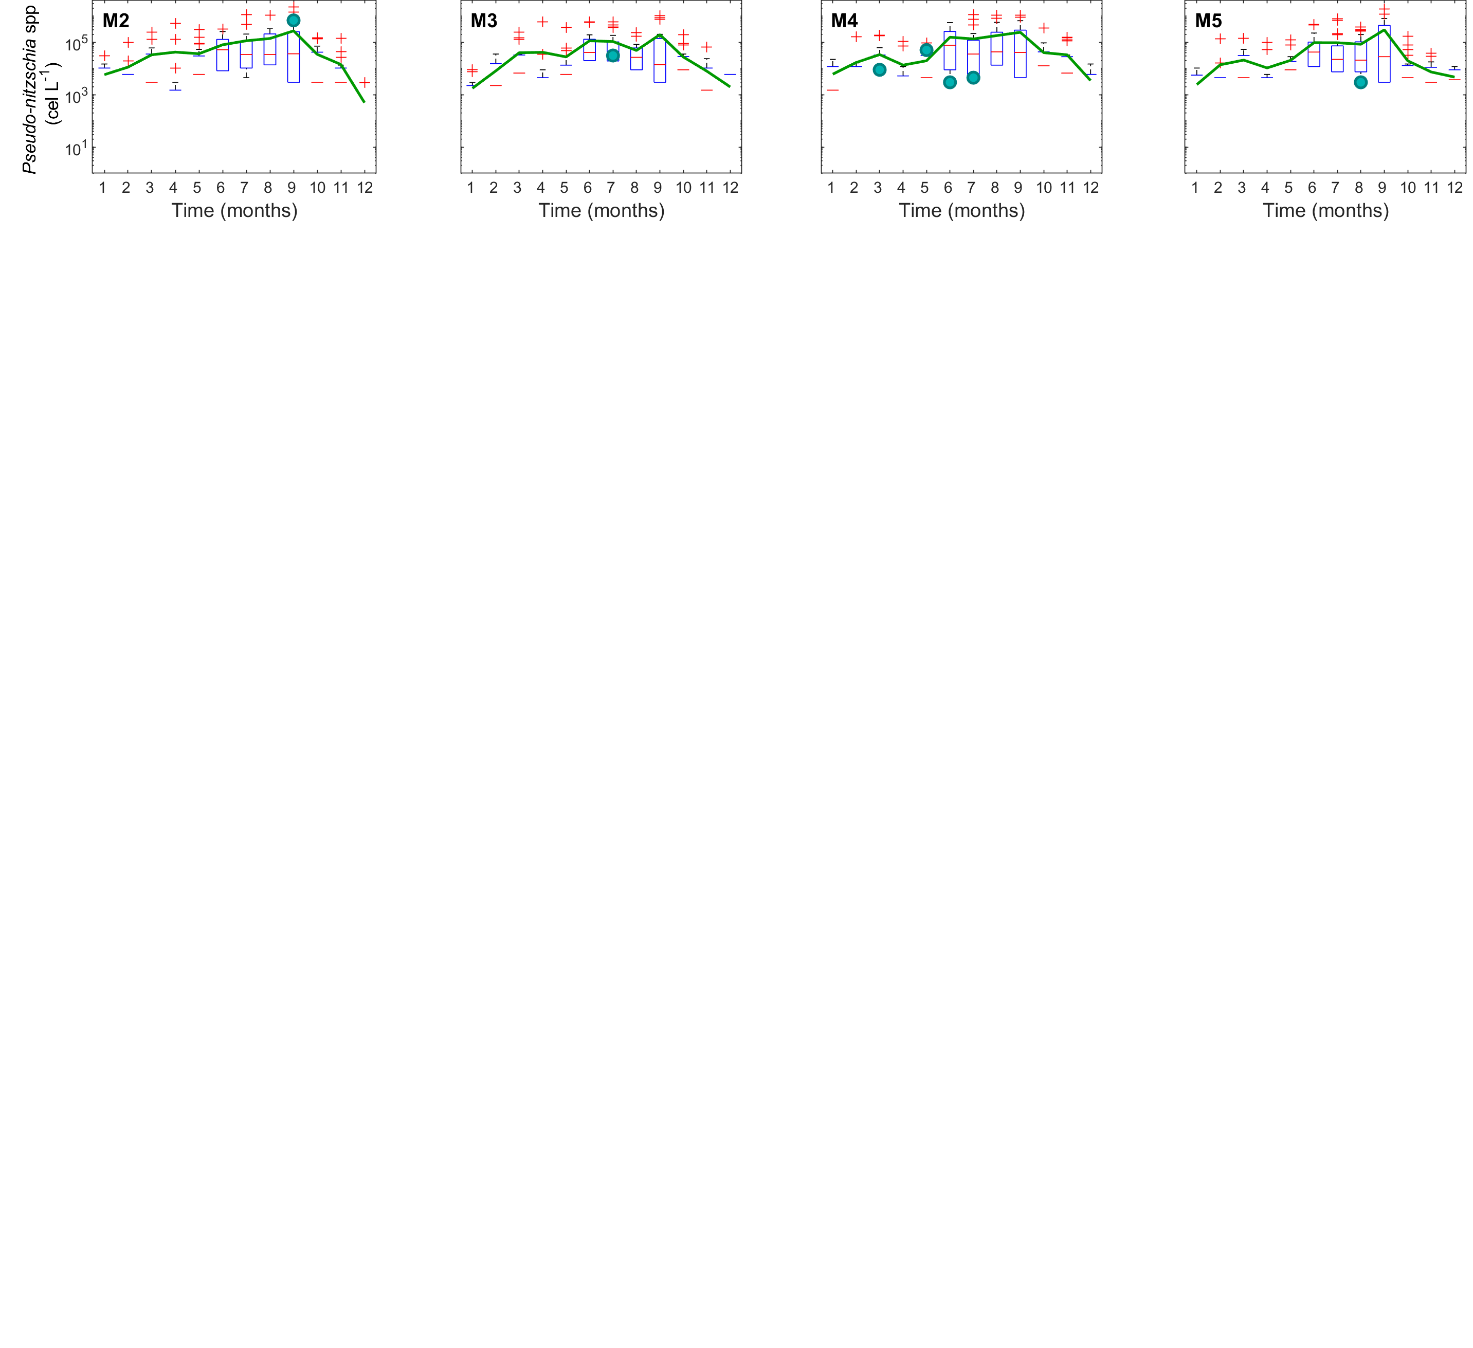 Pseudo-nitzschia spp
(cel L-1)
M2
M3
M4
M5
10^5
10^3
10^1
1 2 3 4 5 6 7 8 9 10 11 12
1 2 3 4 5 6 7 8 9 10 11 12
1 2 3 4 5 6 7 8 9 10 11 12
1 2 3 4 5 6 7 8 9 10 11 12
Time (months)
Time (months)
Time (months)
Time (months)